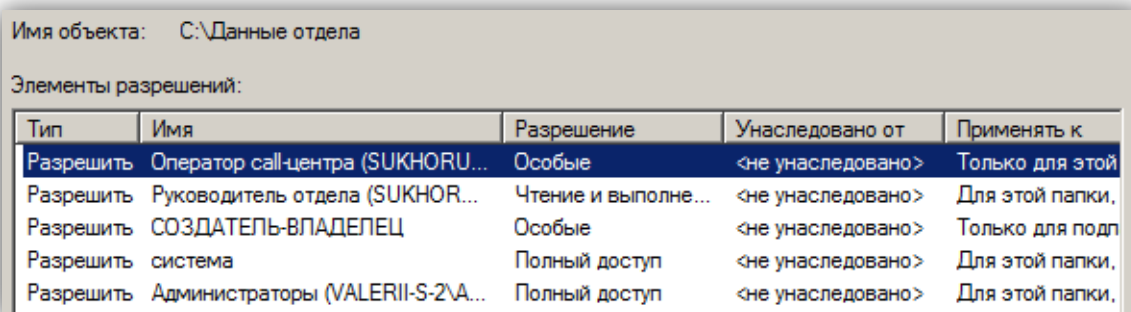 Имя объекта: C:\Данные отдела
Элементы разрешений:
Тип Имя Разрешение Унаследовано от Применять к
Разрешить Оператор call-центра (SUKHORU... Особые <не унаследовано> Только для этой
Разрешить Руководитель отдела (SUKHOR... Чтение и выполне... <не унаследовано> Для этой папки,
Разрешить СОЗДАТЕЛЬ-ВЛАДЕЛЕЦ Особые <не унаследовано> Только для подп
Разрешить система Полный доступ <не унаследовано> Для этой папки,
Разрешить Администраторы (VALERII-S-2\A... Полный доступ <не унаследовано> Для этой папки,